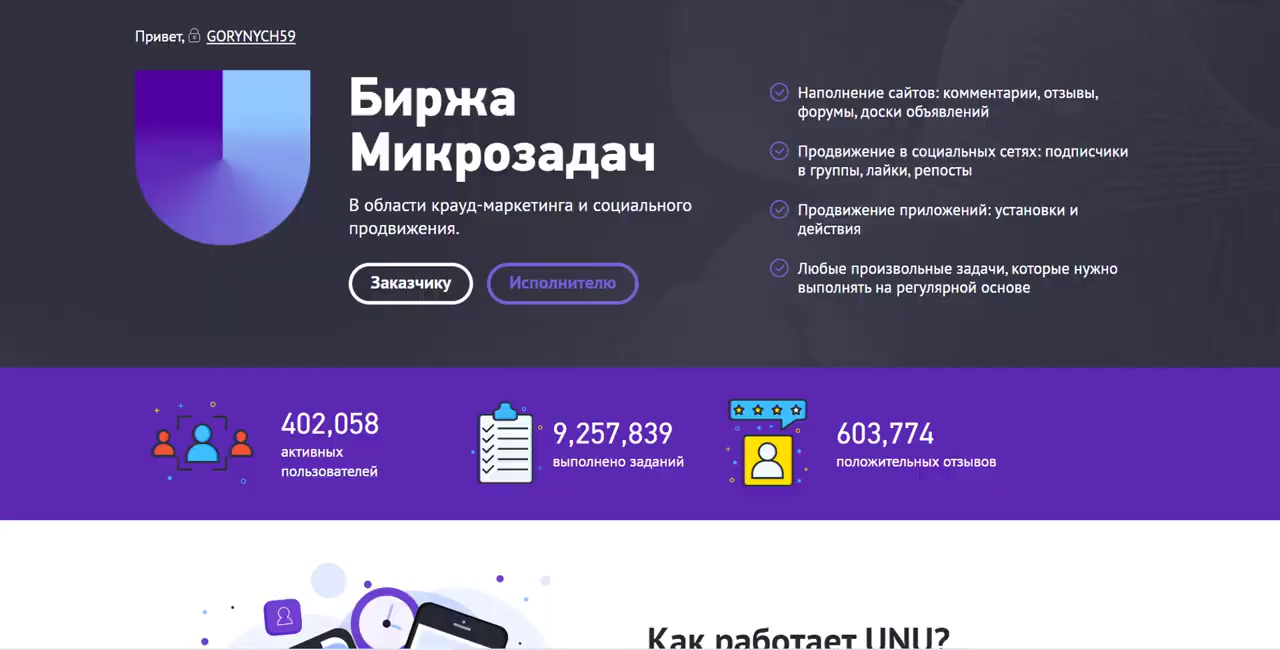 Привет, GORYNYCH59
Биржа
Микрозадач
В области крауд-маркетинга и социального
продвижения.
Заказчику
Исполнителю
Наполнение сайтов: комментарии, отзывы,
форумы, доски объявлений
Продвижение в социальных сетях: подписчики
в группы, лайки, репосты
Продвижение приложений: установки и
действия
Любые произвольные задачи, которые нужно
выполнять на регулярной основе
402,058
активных
пользователей
9,257,839
выполнено заданий
603,774
положительных отзывов
Как работает UNU?